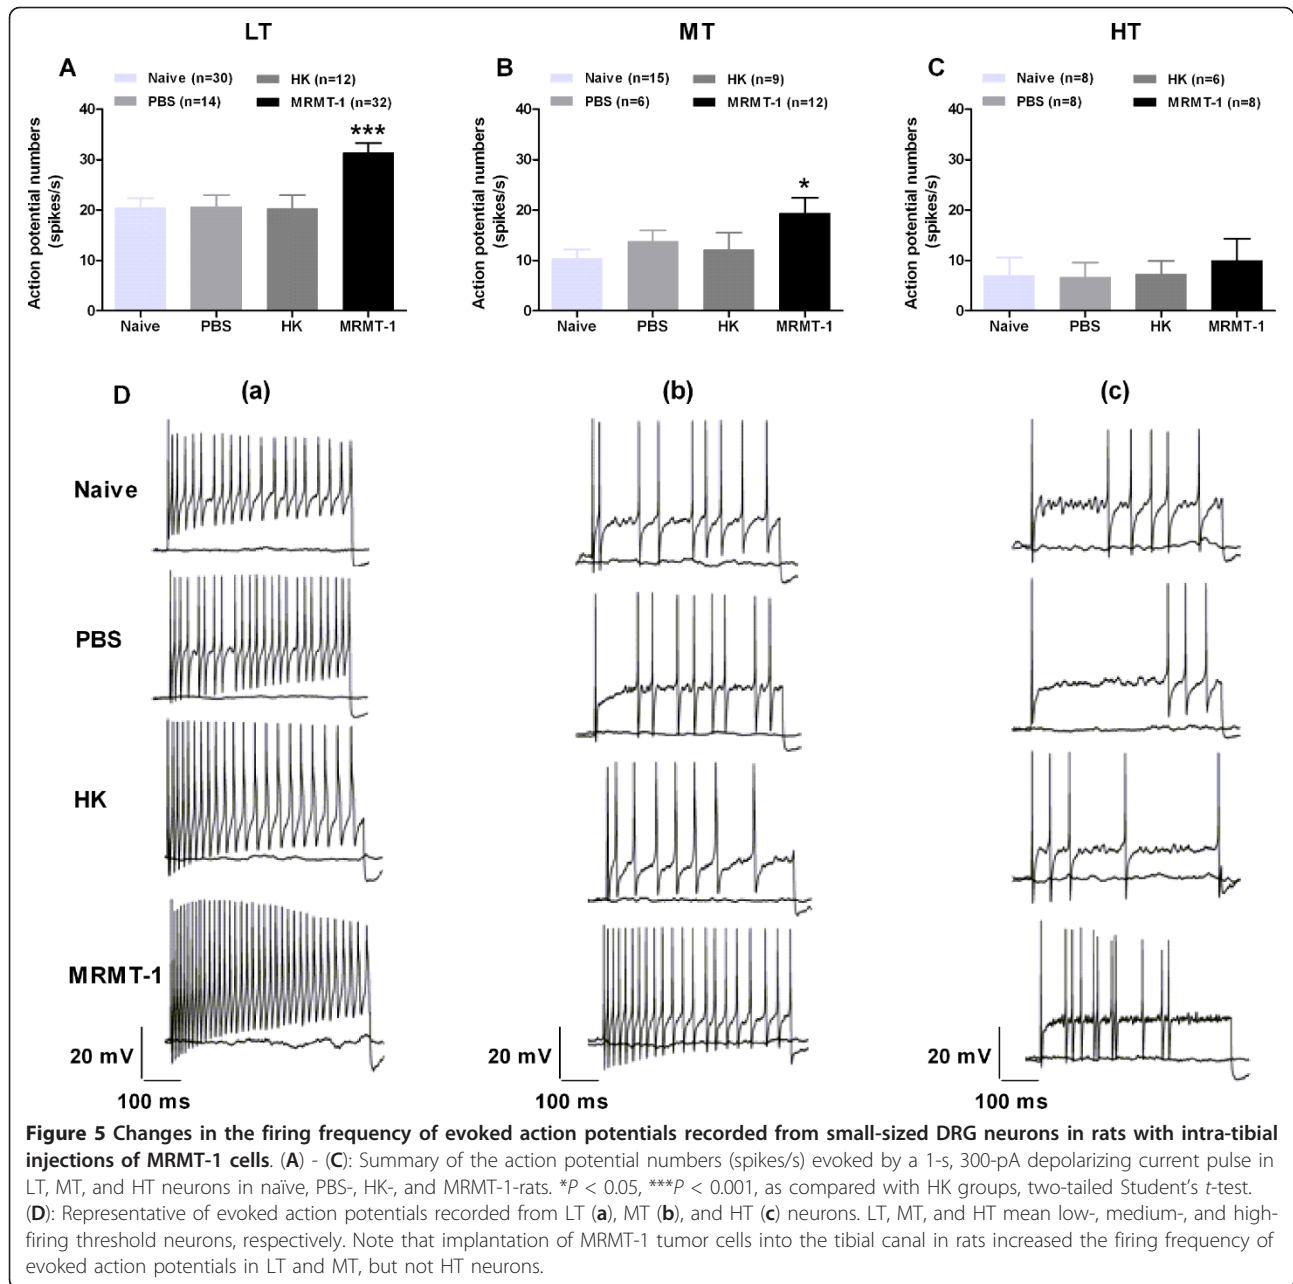 LT MT HT
A B C
Naive (n=30) HK (n=12) Naive (n=15) HK (n=9) Naive (n=8) HK (n=6)
PBS (n=14) MRMT-1 (n=32) PBS (n=6) MRMT-1 (n=12) PBS (n=8) MRMT-1 (n=8)
Action potential numbers
(spikes/s)
40
30
20
10
0
***
Naive PBS HK MRMT-1
Action potential numbers
(spikes/s)
40
30
20
10
0
*
Naive PBS HK MRMT-1
Action potential numbers
(spikes/s)
40
30
20
10
0
Naive PBS HK MRMT-1
D (a) (b) (c)
Naive
PBS
HK
MRMT-1
20 mV 20 mV 20 mV
100 ms 100 ms 100 ms
Figure 5 Changes in the firing frequency of evoked action potentials recorded from small-sized DRG neurons in rats with intra-tibial
injections of MRMT-1 cells. (A) - (C): Summary of the action potential numbers (spikes/s) evoked by a 1-s, 300-pA depolarizing current pulse in
LT, MT, and HT neurons in naïve, PBS-, HK-, and MRMT-1-rats. *P < 0.05, ***P < 0.001, as compared with HK groups, two-tailed Student's t-test.
(D): Representative of evoked action potentials recorded from LT (a), MT (b), and HT (c) neurons. LT, MT, and HT mean low-, medium-, and high-
firing threshold neurons, respectively. Note that implantation of MRMT-1 tumor cells into the tibial canal in rats increased the firing frequency of
evoked action potentials in LT and MT, but not HT neurons.